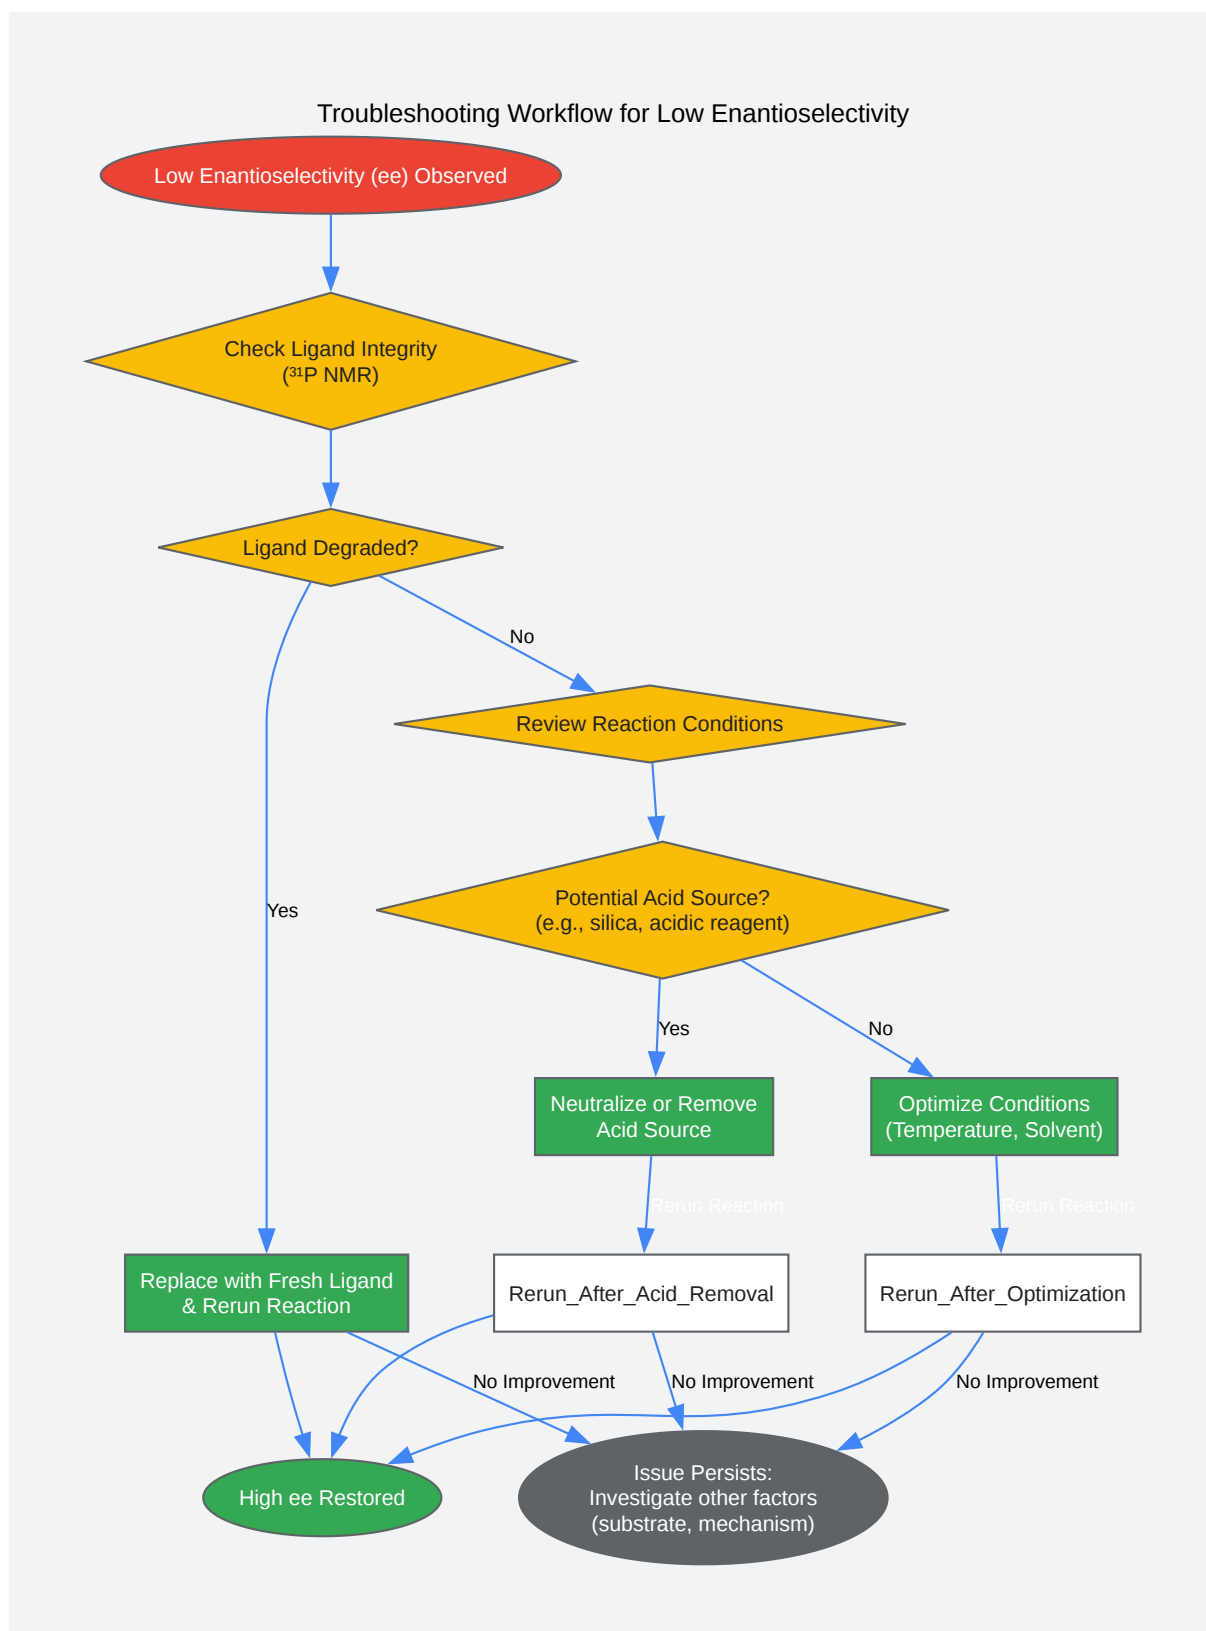 Troubleshooting Workflow for Low Enantioselectivity
Low Enantioselectivity (ee) Observed
Check Ligand Integrity
(³¹P NMR)
Ligand Degraded?
No
Review Reaction Conditions
Yes
Potential Acid Source?
(e.g., silica, acidic reagent)
Yes
No
Neutralize or Remove
Acid Source
Optimize Conditions
(Temperature, Solvent)
Rerun Reaction
Rerun Reaction
Replace with Fresh Ligand
& Rerun Reaction
Rerun_After_Acid_Removal
Rerun_After_Optimization
No Improvement
No Improvement
No Improvement
High ee Restored
Issue Persists:
Investigate other factors
(substrate, mechanism)